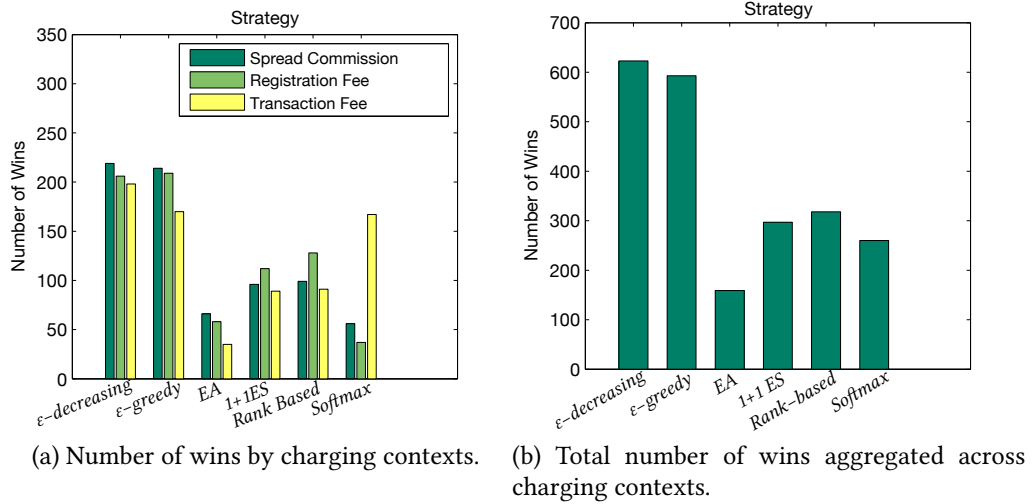 Strategy
350
300
250
200
150
100
50
0
Number of Wins
Spread Commission
Registration Fee
Transaction Fee
ε−decreasing
ε−greedy
EA
1+1ES
Rank Based
Softmax
(a) Number of wins by charging contexts.
Strategy
700
600
500
400
300
200
100
0
Number of Wins
ε−decreasing
ε−greedy
EA
1+1 ES
Rank−based
Softmax
(b) Total number of wins aggregated across
charging contexts.